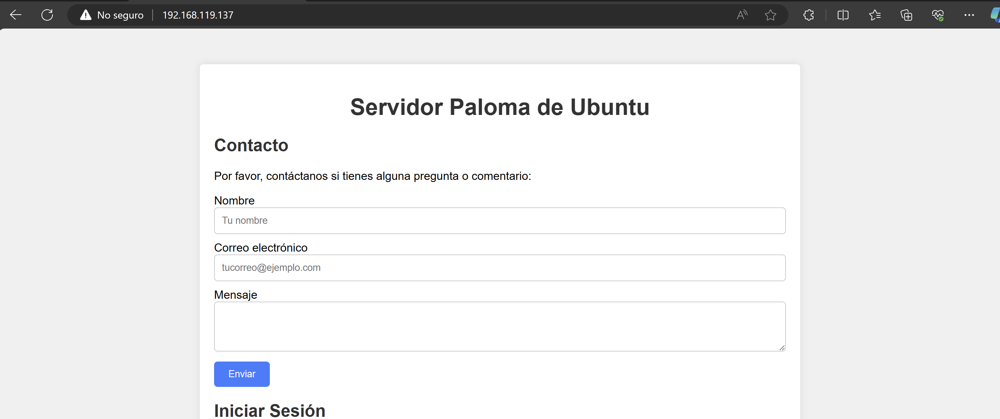 No seguro
192.168.119.137
Servidor Paloma de Ubuntu
Contacto
Por favor, contáctanos si tienes alguna pregunta o comentario:
Nombre
Tu nombre
Correo electrónico
tucorreo@ejemplo.com
Mensaje
Enviar
Iniciar Sesión